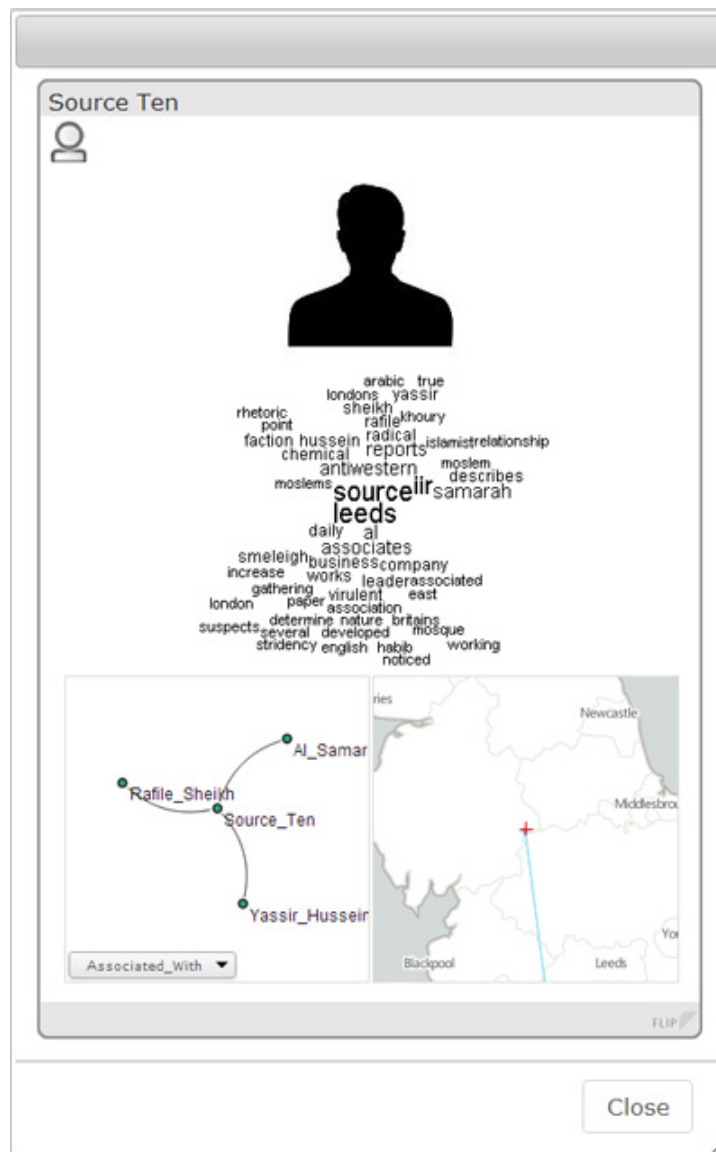 Source Ten
arabic true
londons yassir
sheikh
rhetoric rafile khoury
point
faction hussein radical islamist relationship
chemical reports
antiwestern moslem
describes
moslems source iir samarah
leeds
daily al
associates
smeleigh business company
increase works leader associated
gathering virulent east
london paper association
determine nature britains
suspects several developed mosque
stridency english habib working
noticed
ries
Newcastle
Al_Samar
Rafile_Sheikh
Middlesbrou
Source_Ten
Yassir_Hussein
Yo
Associated_With
Blackpool
Leeds
FLIP
Close